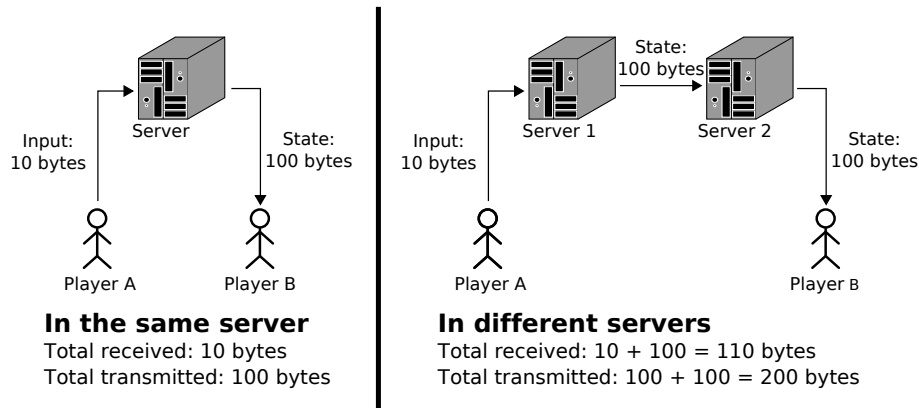 Server
Input:
10 bytes
State:
100 bytes
Player A
Player B
In the same server
Total received: 10 bytes
Total transmitted: 100 bytes
State:
100 bytes
Server 1
Server 2
Input:
10 bytes
State:
100 bytes
Player A
Player B
In different servers
Total received: 10 + 100 = 110 bytes
Total transmitted: 100 + 100 = 200 bytes